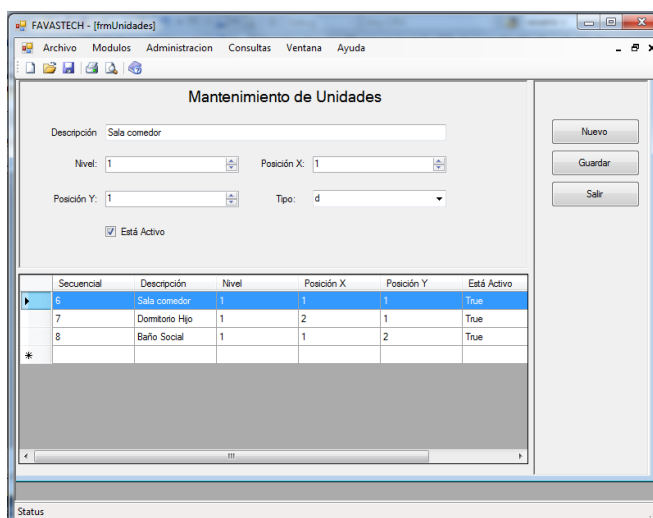 FAVASTECH - [frmUnidades]
Archivo Modulos Administracion Consultas Ventana Ayuda
Mantenimiento de Unidades
Descripción Sala comedor
Nivel: 1 Posición X: 1
Posición Y: 1 Tipo: d
Está Activo
Nuevo
Guardar
Salir
Secuencial Descripción Nivel Posición X Posición Y Está Activo
6 Sala comedor 1 1 1 True
7 Dormitorio Hijo 1 2 1 True
8 Baño Social 1 1 2 True
Status